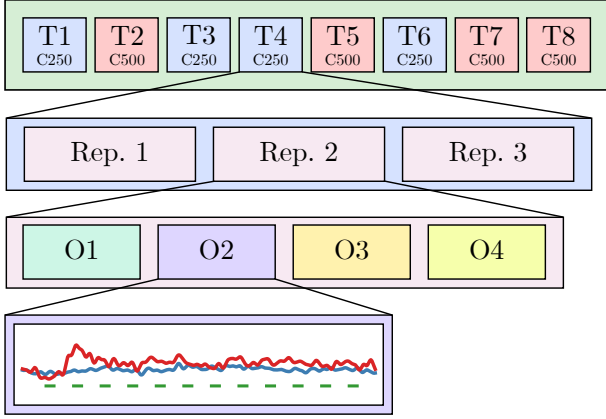 T1 T2 T3 T4 T5 T6 T7 T8
C250 C500 C250 C250 C500 C250 C500 C500
Rep. 1 Rep. 2 Rep. 3
O1 O2 O3 O4